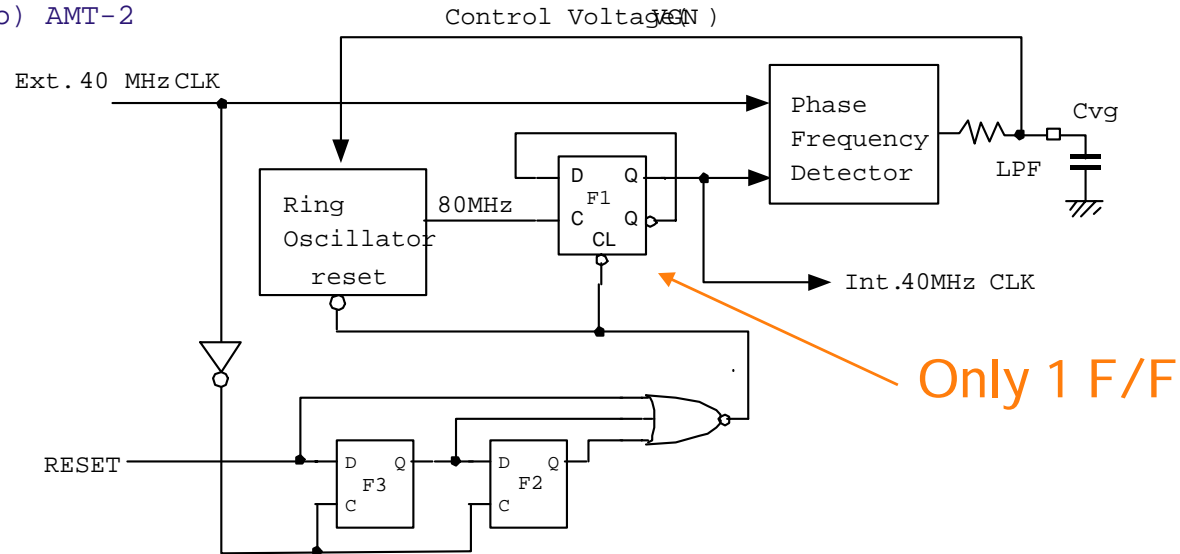 o) AMT-2
Control Voltage(VGN )
Ext. 40 MHz CLK
Phase
Frequency
Detector
Cvg
LPF
Ring
Oscillator
reset
80MHz
D Q
F1
C Q
CL
Int.40MHz CLK
Only 1 F/F
RESET
D Q
F3
C
D Q
F2
C